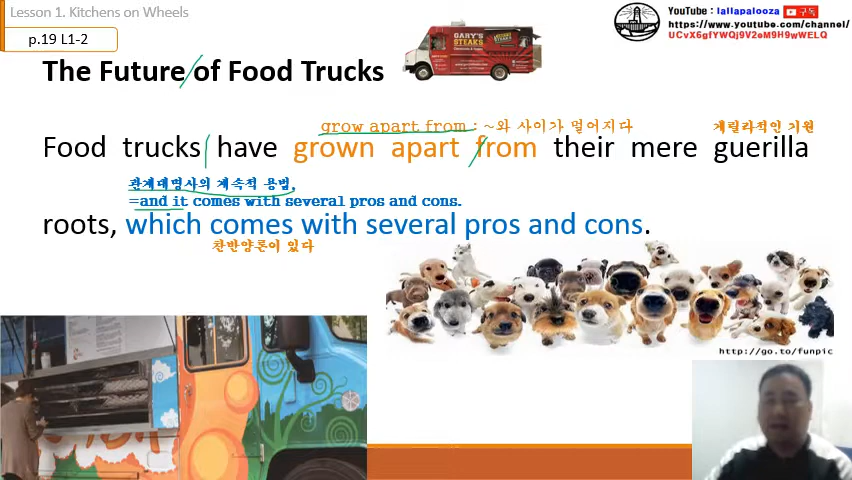 Lesson 1. Kitchens on Wheels
p.19 L1-2
YouTube : lallapalooza 구독
https://www.youtube.com/channel/
UCvX6gfYWQj9V2eM9H9wWELQ
The Future of Food Trucks
GARY'S
STEAKS
grow apart from : ~와 사이가 멀어지다
게릴라적인 기원
Food trucks have grown apart from their mere guerilla
관계대명사의 계속적 용법,
=and it comes with several pros and cons.
roots, which comes with several pros and cons.
찬반양론이 있다
http://go.to/funpic